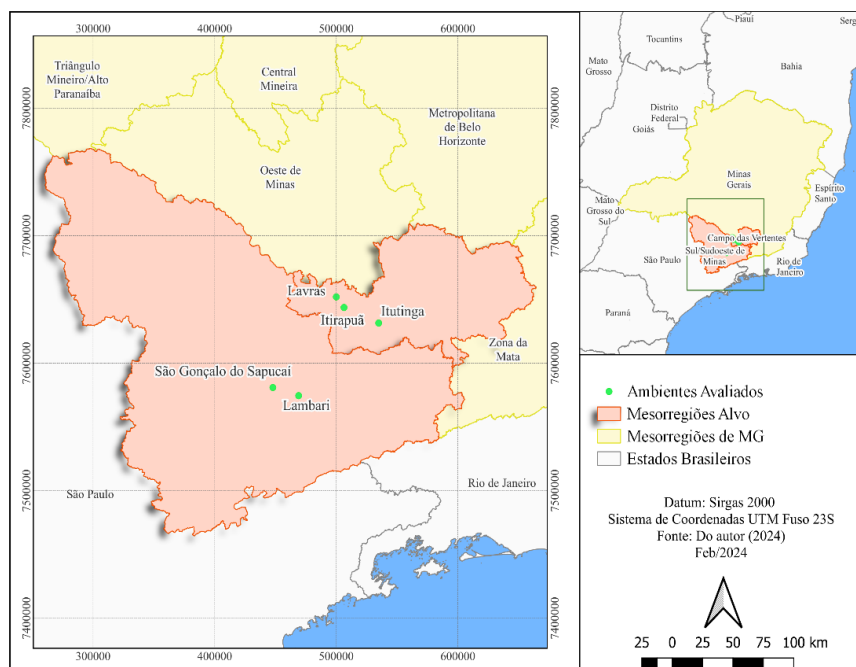 300000
400000
500000
600000
Triângulo
Mineiro/Alto
Paranaíba
Central
Mineira
Metropolitana
de Belo
Horizonte
Oeste de
Minas
7800000
7800000
7700000
7700000
Lavras
Itirapuã
Itutinga
Zona da
Mata
7600000
7600000
São Gonçalo do Sapucai
Lambari
São Paulo
Rio de Janeiro
7500000
7500000
7400000
7400000
300000
400000
500000
600000
Piauí
Serg
Tocantins
Mato
Grosso
Bahia
Distrito
Federal
Goiás
Minas
Gerais
Espírito
Santo
Mato
Grosso do
Sul
Campo das Vertentes
Sul/Sudoeste de
Minas
São Paulo
Rio de
Janeiro
Paraná
Ambientes Avaliados
Mesorregiões Alvo
Mesorregiões de MG
Estados Brasileiros
Datum: Sirgas 2000
Sistema de Coordenadas UTM Fuso 23S
Fonte: Do autor (2024)
Feb/2024
25 0 25 50 75 100 km